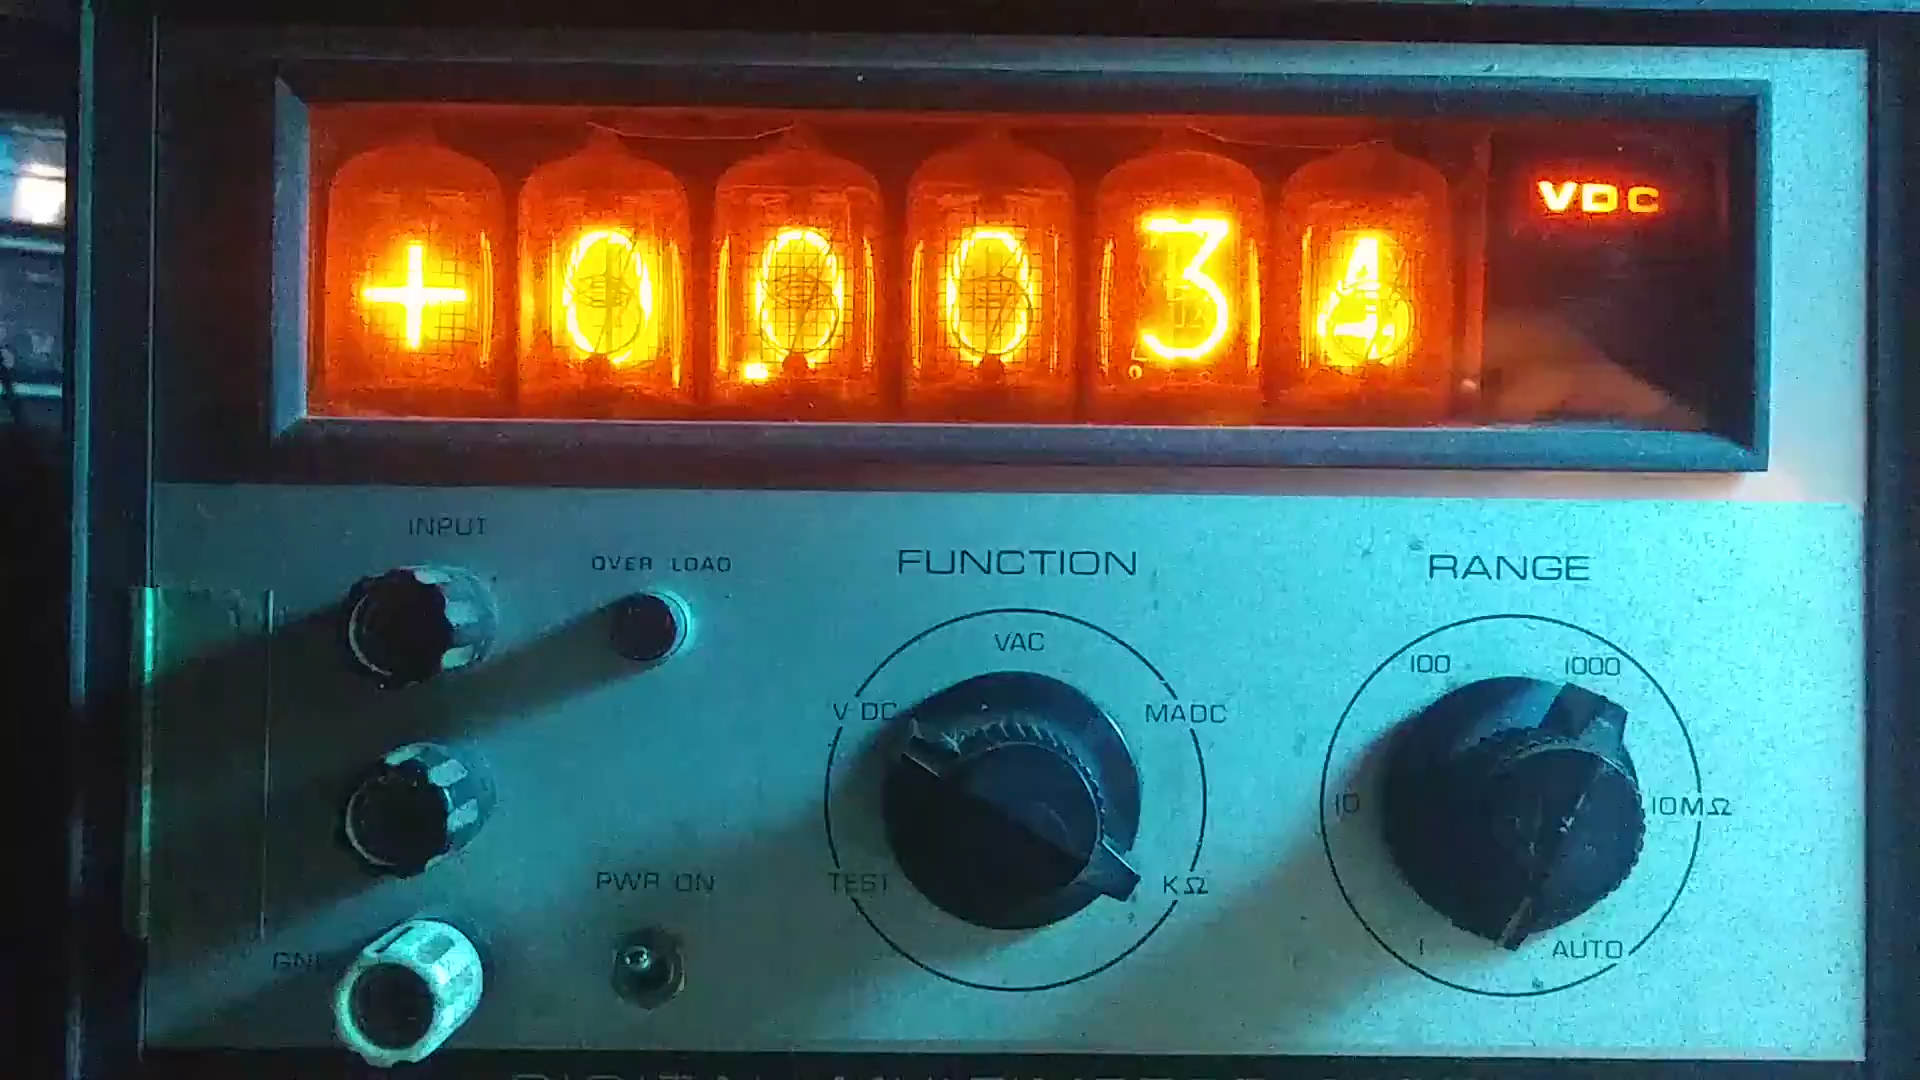 +0.0034
VDC
INPUT
OVER LOAD
FUNCTION
RANGE
VAC
100
1000
V DC
MADC
10
10MΩ
PWR ON
TEST
KΩ
1
AUTO
GND